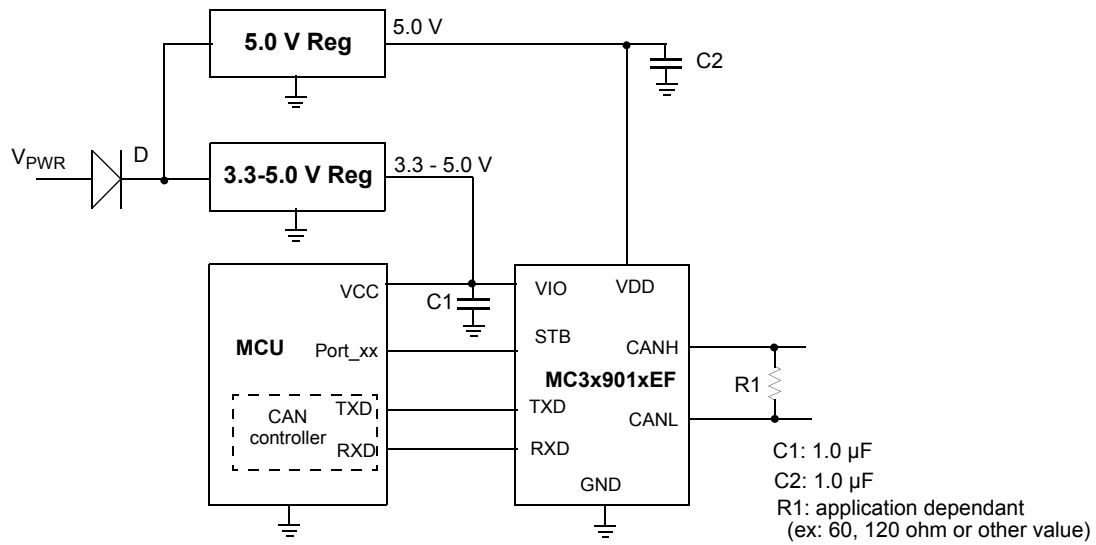 5.0 V Reg
5.0 V
C2
V_PWR
D
3.3-5.0 V Reg
3.3 - 5.0 V
VCC
C1
VIO
VDD
MCU
Port_xx
STB
CANH
MC3x901xEF
R1
CAN
controller
TXD
TXD
CANL
RXD
RXD
GND
C1: 1.0 µF
C2: 1.0 µF
R1: application dependant
(ex: 60, 120 ohm or other value)